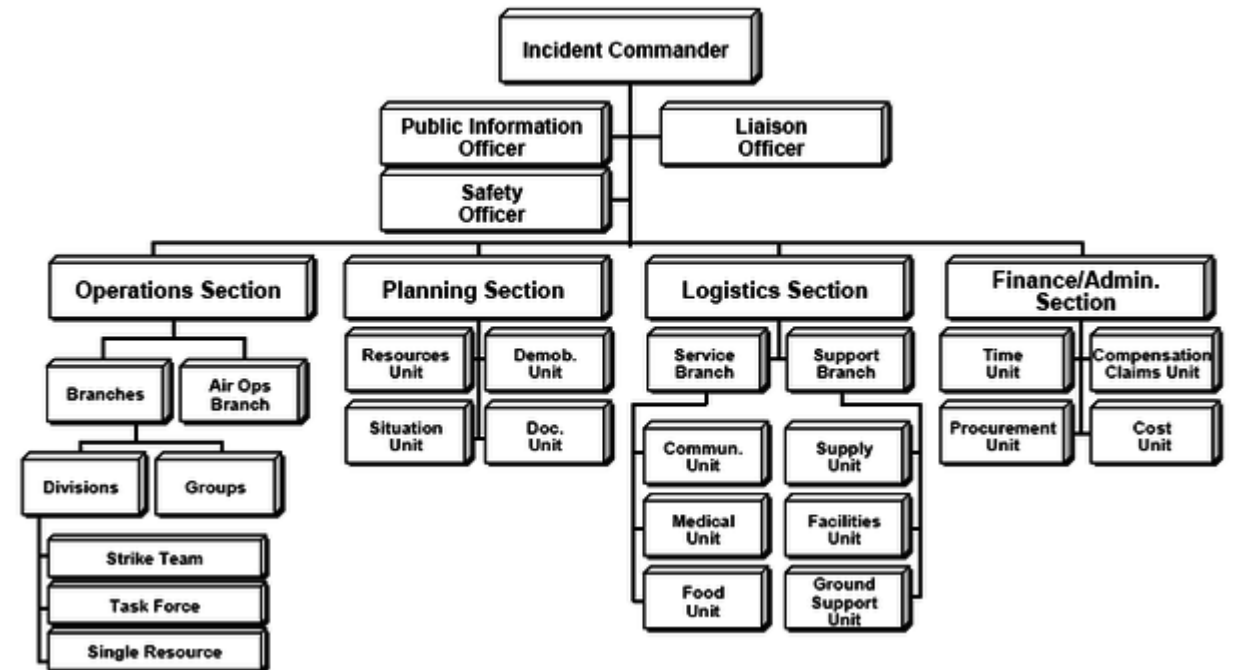 Incident Commander
Public Information
Officer
Liaison
Officer
Safety
Officer
Operations Section
Planning Section
Logistics Section
Finance/Admin.
Section
Branches
Air Ops
Branch
Divisions
Groups
Strike Team
Task Force
Single Resource
Resources
Unit
Demob.
Unit
Situation
Unit
Doc.
Unit
Service
Branch
Support
Branch
Commun.
Unit
Supply
Unit
Medical
Unit
Facilities
Unit
Food
Unit
Ground
Support
Unit
Time
Unit
Compensation
Claims Unit
Procurement
Unit
Cost
Unit